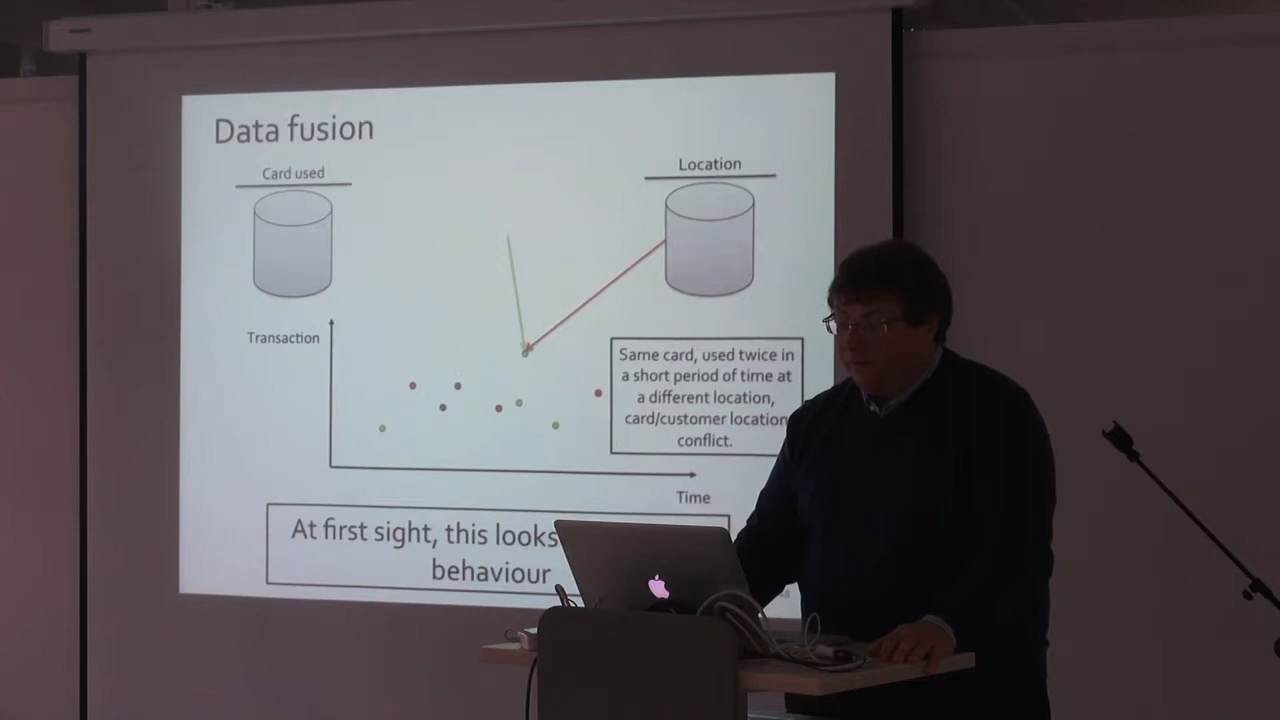 Data fusion
Card used
Location
Transaction
Same card, used twice in
a short period of time at
a different location,
card/customer location
conflict.
Time
At first sight, this looks
behaviour